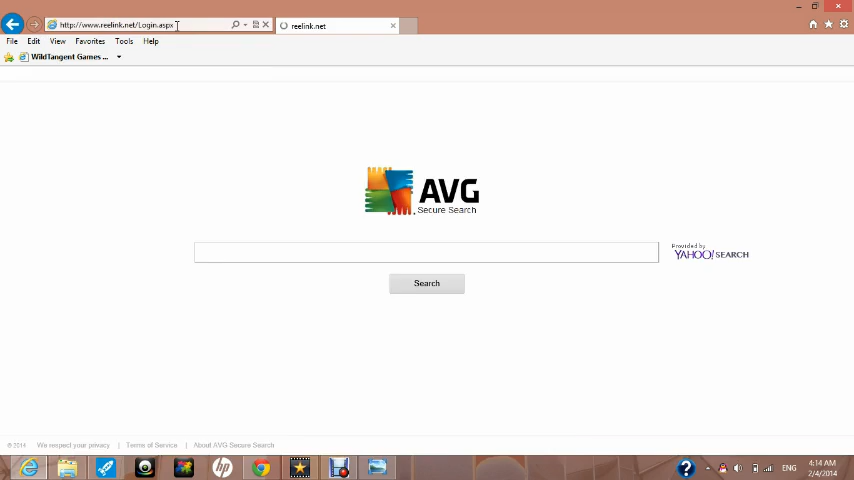 http://www.reelink.net/Login.aspx
reelink.net
File Edit View Favorites Tools Help
WildTangent Games ...
AVG
Secure Search
Provided by
YAHOO! SEARCH
Search
© 2014 We respect your privacy | Terms of Service | About AVG Secure Search
hp
?
ENG
4:14 AM
2/4/2014